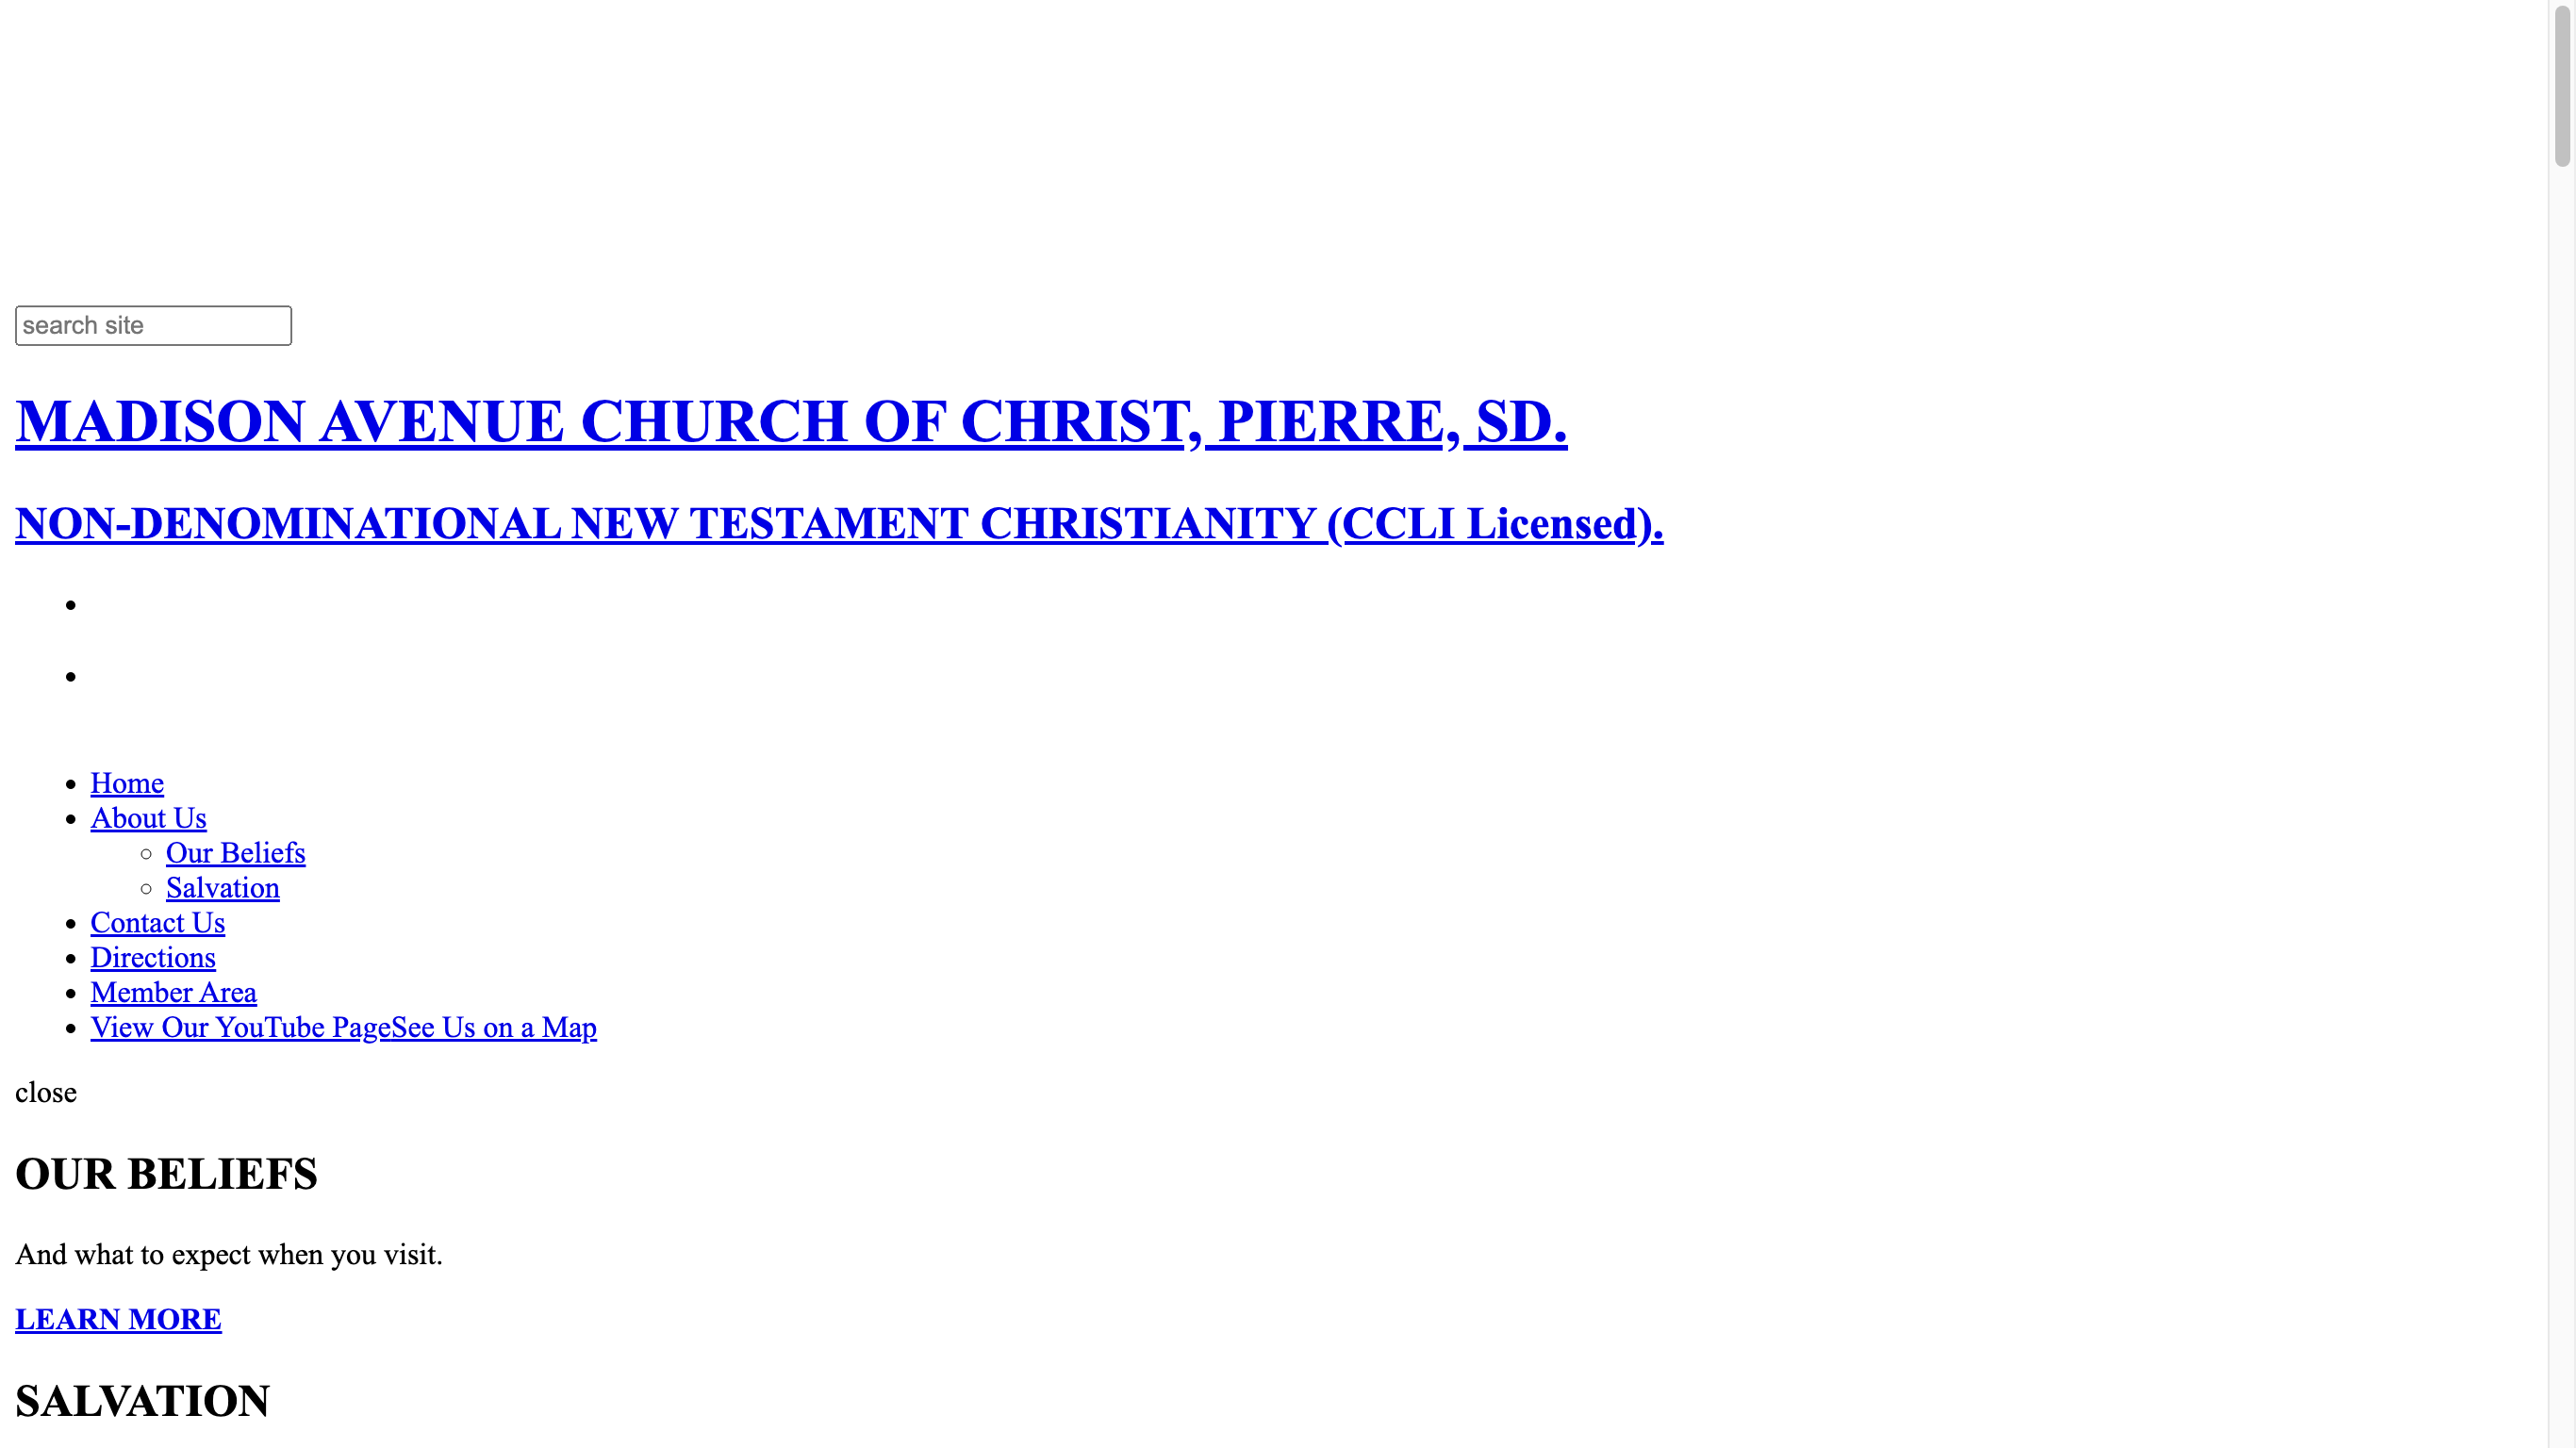 search site
MADISON AVENUE CHURCH OF CHRIST, PIERRE, SD.
NON-DENOMINATIONAL NEW TESTAMENT CHRISTIANITY (CCLI Licensed).
Home
About Us
Our Beliefs
Salvation
Contact Us
Directions
Member Area
View Our YouTube PageSee Us on a Map
close
OUR BELIEFS
And what to expect when you visit.
LEARN MORE
SALVATION